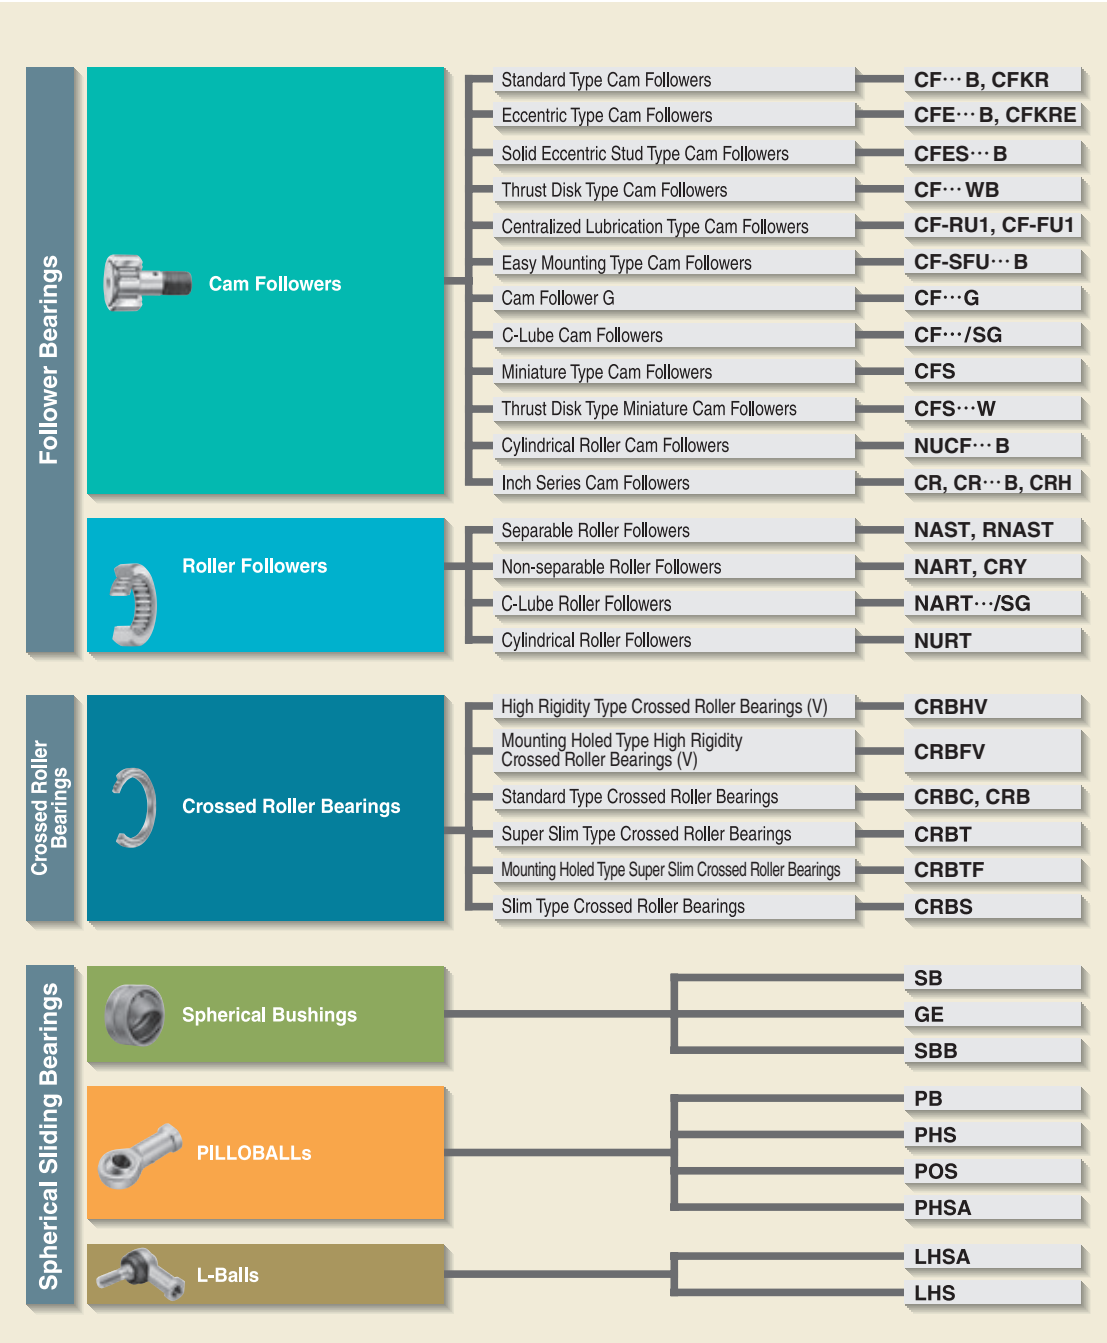 Follower Bearings
Cam Followers
Standard Type Cam Followers
CF···B, CFKR
Eccentric Type Cam Followers
CFE···B, CFKRE
Solid Eccentric Stud Type Cam Followers
CFES···B
Thrust Disk Type Cam Followers
CF···WB
Centralized Lubrication Type Cam Followers
CF-RU1, CF-FU1
Easy Mounting Type Cam Followers
CF-SFU···B
Cam Follower G
CF···G
C-Lube Cam Followers
CF···/SG
Miniature Type Cam Followers
CFS
Thrust Disk Type Miniature Cam Followers
CFS···W
Cylindrical Roller Cam Followers
NUCF···B
Inch Series Cam Followers
CR, CR···B, CRH
Roller Followers
Separable Roller Followers
NAST, RNAST
Non-separable Roller Followers
NART, CRY
C-Lube Roller Followers
NART···/SG
Cylindrical Roller Followers
NURT
Crossed Roller
Bearings
Crossed Roller Bearings
High Rigidity Type Crossed Roller Bearings (V)
CRBHV
Mounting Holed Type High Rigidity
Crossed Roller Bearings (V)
CRBFV
Standard Type Crossed Roller Bearings
CRBC, CRB
Super Slim Type Crossed Roller Bearings
CRBT
Mounting Holed Type Super Slim Crossed Roller Bearings
CRBTF
Slim Type Crossed Roller Bearings
CRBS
Spherical Sliding Bearings
Spherical Bushings
SB
GE
SBB
PILLOBALLs
PB
PHS
POS
PHSA
L-Balls
LHSA
LHS